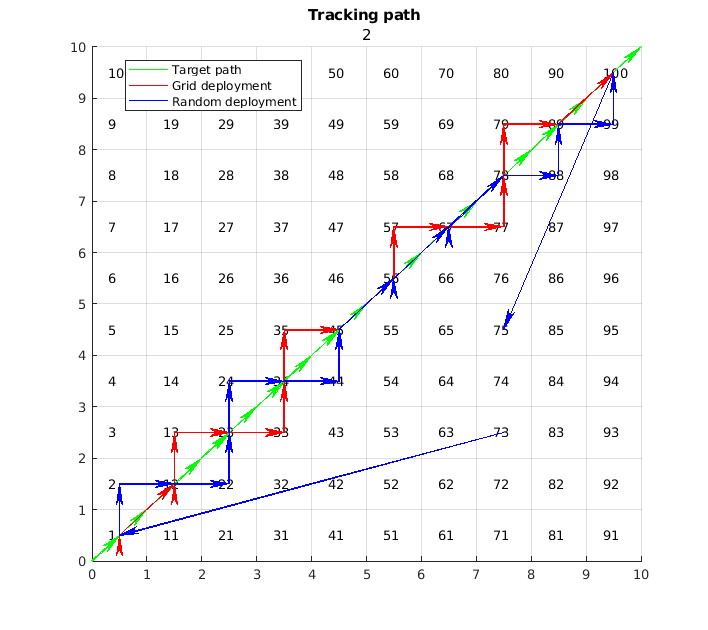 Tracking path
2
10
10 Target path 50 60 70 80 90 100
Grid deployment
9
Random deployment
9 19 29 39 49 59 69 79 89 99
8
8 18 28 38 48 58 68 78 88 98
7
7 17 27 37 47 57 67 77 87 97
6
6 16 26 36 46 56 66 76 86 96
5
5 15 25 35 45 55 65 75 85 95
4
4 14 24 34 44 54 64 74 84 94
3
3 13 23 33 43 53 63 73 83 93
2
2 12 22 32 42 52 62 72 82 92
1
1 11 21 31 41 51 61 71 81 91
0
0 1 2 3 4 5 6 7 8 9 10